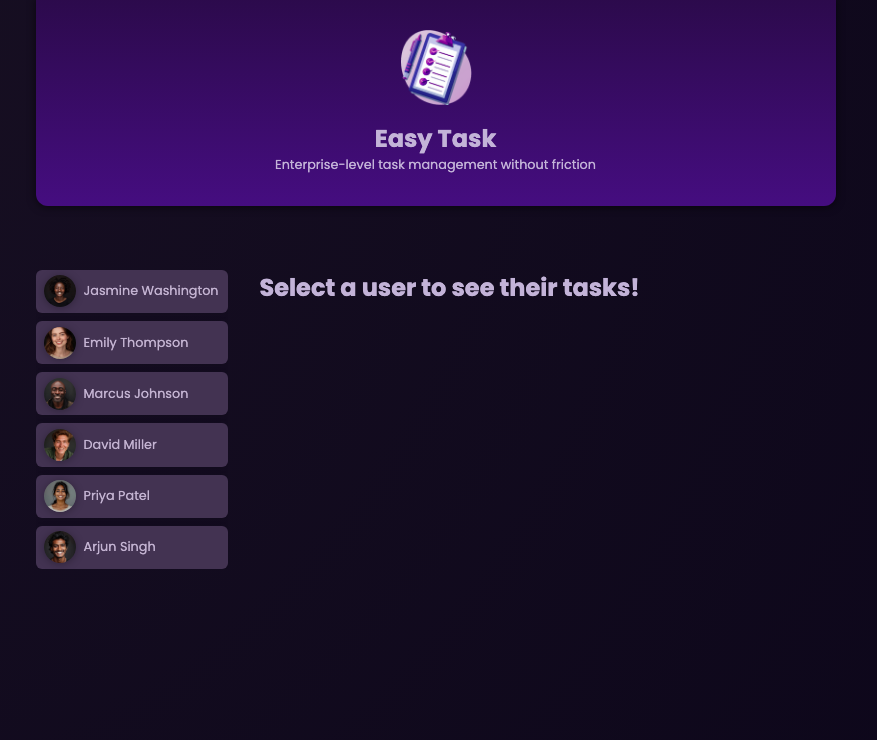 Easy Task
Enterprise-level task management without friction
Jasmine Washington
Select a user to see their tasks!
Emily Thompson
Marcus Johnson
David Miller
Priya Patel
Arjun Singh